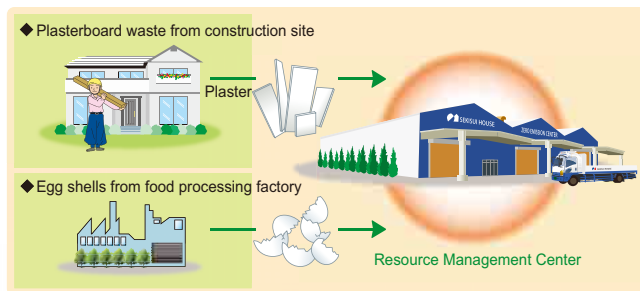 ◆ Plasterboard waste from construction site
Plaster
◆ Egg shells from food processing factory
SEKISUI HOUSE
ZERO EMISSION CENTER
Resource Management Center